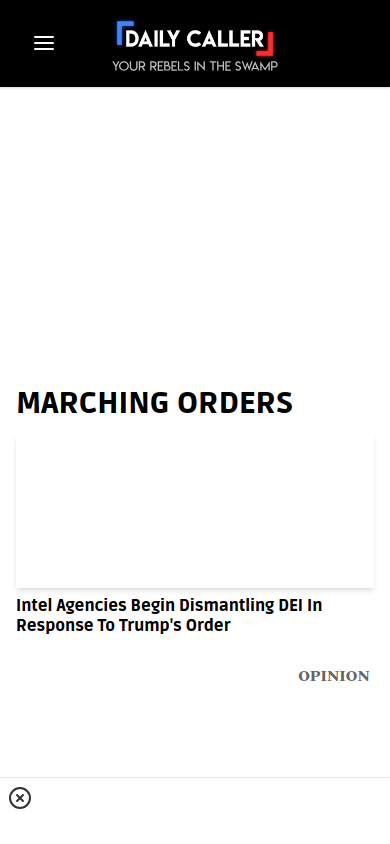 DAILY CALLER
YOUR REBELS IN THE SWAMP
MARCHING ORDERS
Intel Agencies Begin Dismantling DEI In
Response To Trump's Order
OPINION